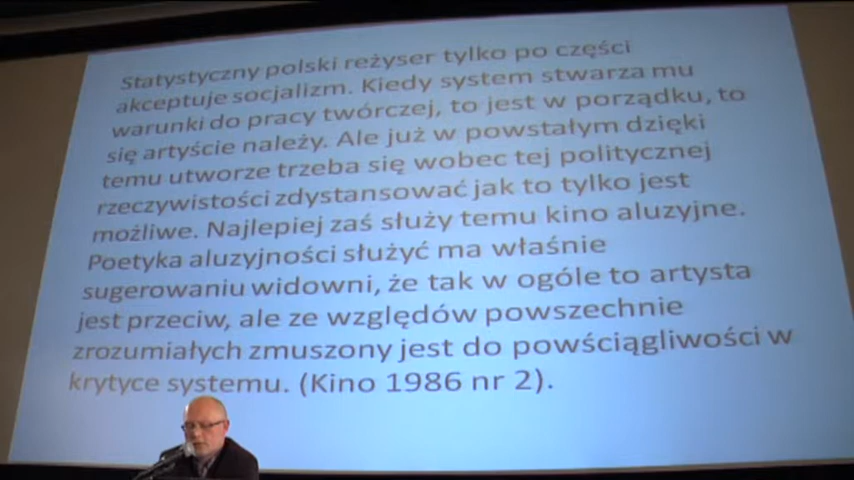 Statystyczny polski reżyser tylko po części
akceptuje socjalizm. Kiedy system stwarza mu
warunki do pracy twórczej, to jest w porządku, to
się artyście należy. Ale już w powstałym dzięki
temu utworze trzeba się wobec tej politycznej
rzeczywistości zdystansować jak to tylko jest
możliwe. Najlepiej zaś służy temu kino aluzyjne.
Poetyka aluzyjności służyć ma właśnie
sugerowaniu widowni, że tak w ogóle to artysta
jest przeciw, ale ze względów powszechnie
zrozumiałych zmuszony jest do powściągliwości w
krytyce systemu. (Kino 1986 nr 2).